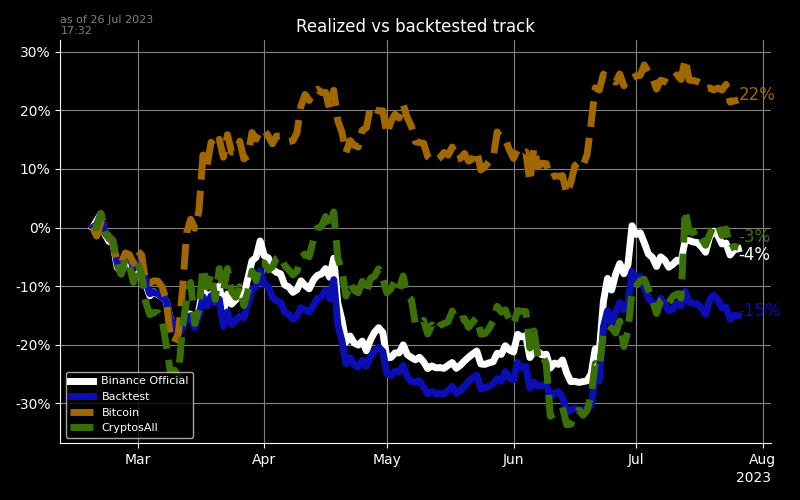 as of 26 Jul 2023
17:32
Realized vs backtested track
30%
20%
10%
0%
-10%
-20%
-30%
22%
-3%
-4%
-15%
Binance Official
Backtest
Bitcoin
CryptosAll
Mar Apr May Jun Jul Aug
2023